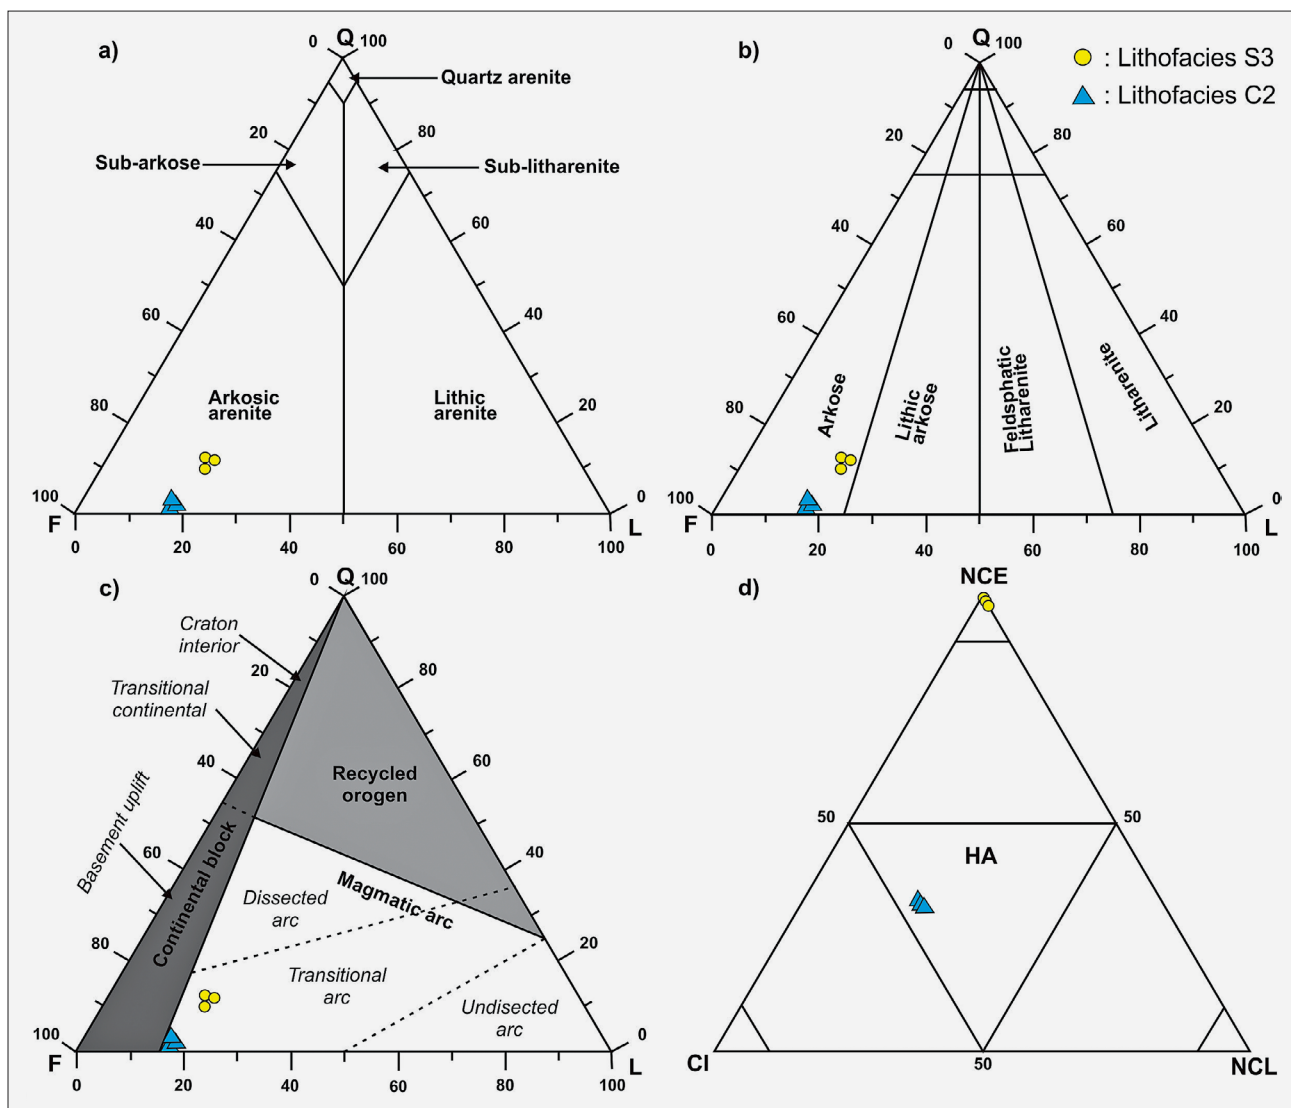 a)
0 Q 100
Quartz arenite
20
80
Sub-arkose
Sub-litharenite
40
60
60
40
Arkosic
arenite
Lithic
arenite
80
20
100
0
F
L
0 20 40 60 80 100
b)
0 Q 100
: Lithofacies S3
: Lithofacies C2
20
80
40
60
60
40
Arkose
Lithic
arkose
Feldsphatic
Litharenite
Litharenite
80
20
100
0
F
L
0 20 40 60 80 100
c)
0 Q 100
Craton
interior
20
80
Transitional
continental
40
60
Recycled
orogen
Basement uplift
60
40
Continental block
Dissected
arc
Magmatic arc
80
20
Transitional
arc
Undisected
arc
100
0
F
L
0 20 40 60 80 100
d)
NCE
50
50
HA
CI
50
NCL